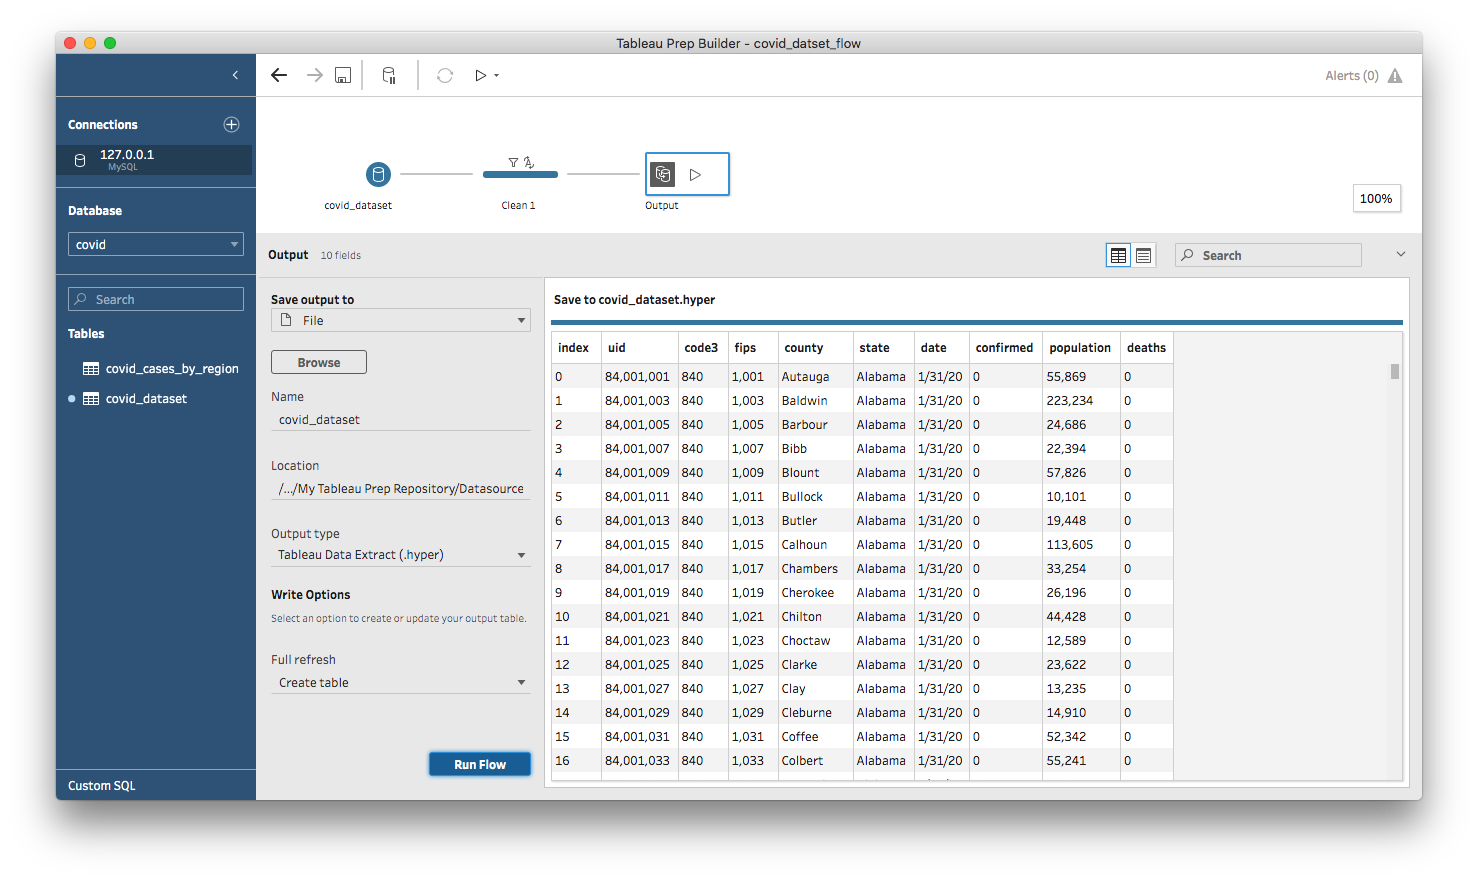 Tableau Prep Builder - covid_datset_flow
Alerts (0)
Connections
127.0.0.1
MySQL
Database
covid
Search
Tables
covid_cases_by_region
covid_dataset
Custom SQL
covid_dataset
Clean 1
Output
100%
Output 10 fields
Search
Save output to
File
Browse
Name
covid_dataset
Location
/.../My Tableau Prep Repository/Datasource
Output type
Tableau Data Extract (.hyper)
Write Options
Select an option to create or update your output table.
Full refresh
Create table
Run Flow
Save to covid_dataset.hyper
index uid code3 fips county state date confirmed population deaths
0 84,001,001 840 1,001 Autauga Alabama 1/31/20 0 55,869 0
1 84,001,003 840 1,003 Baldwin Alabama 1/31/20 0 223,234 0
2 84,001,005 840 1,005 Barbour Alabama 1/31/20 0 24,686 0
3 84,001,007 840 1,007 Bibb Alabama 1/31/20 0 22,394 0
4 84,001,009 840 1,009 Blount Alabama 1/31/20 0 57,826 0
5 84,001,011 840 1,011 Bullock Alabama 1/31/20 0 10,101 0
6 84,001,013 840 1,013 Butler Alabama 1/31/20 0 19,448 0
7 84,001,015 840 1,015 Calhoun Alabama 1/31/20 0 113,605 0
8 84,001,017 840 1,017 Chambers Alabama 1/31/20 0 33,254 0
9 84,001,019 840 1,019 Cherokee Alabama 1/31/20 0 26,196 0
10 84,001,021 840 1,021 Chilton Alabama 1/31/20 0 44,428 0
11 84,001,023 840 1,023 Choctaw Alabama 1/31/20 0 12,589 0
12 84,001,025 840 1,025 Clarke Alabama 1/31/20 0 23,622 0
13 84,001,027 840 1,027 Clay Alabama 1/31/20 0 13,235 0
14 84,001,029 840 1,029 Cleburne Alabama 1/31/20 0 14,910 0
15 84,001,031 840 1,031 Coffee Alabama 1/31/20 0 52,342 0
16 84,001,033 840 1,033 Colbert Alabama 1/31/20 0 55,241 0